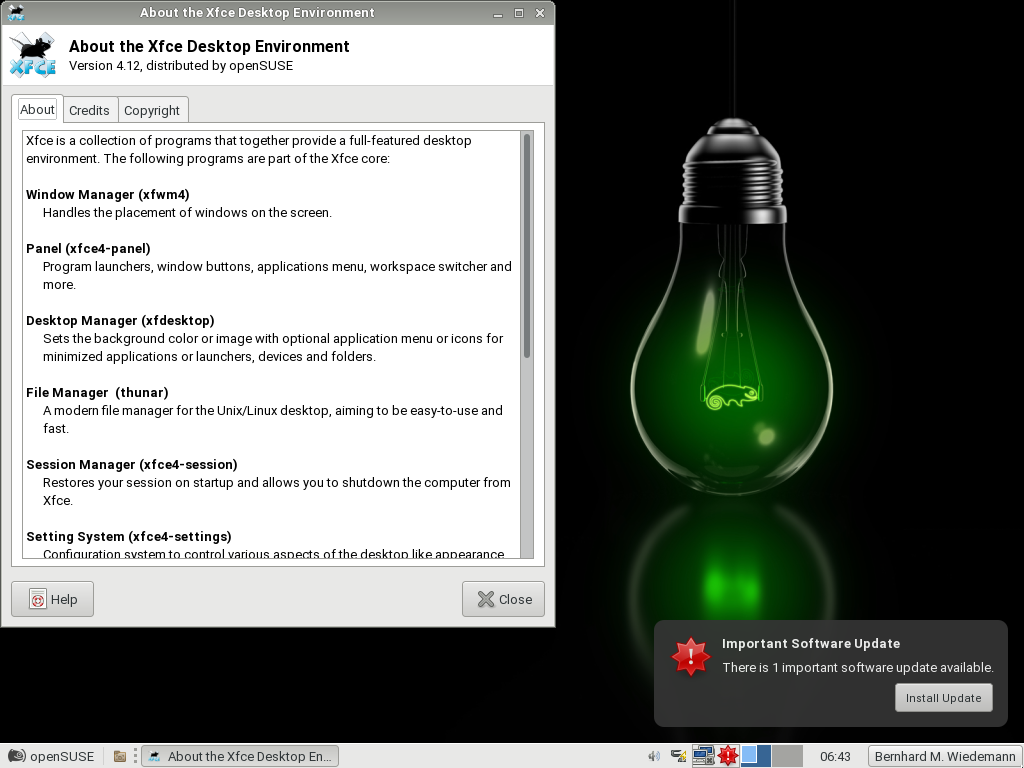 About the Xfce Desktop Environment
XFCE
About the Xfce Desktop Environment
Version 4.12, distributed by openSUSE
About
Credits
Copyright
Xfce is a collection of programs that together provide a full-featured desktop
environment. The following programs are part of the Xfce core:
Window Manager (xfwm4)
Handles the placement of windows on the screen.
Panel (xfce4-panel)
Program launchers, window buttons, applications menu, workspace switcher and
more.
Desktop Manager (xfdesktop)
Sets the background color or image with optional application menu or icons for
minimized applications or launchers, devices and folders.
File Manager (thunar)
A modern file manager for the Unix/Linux desktop, aiming to be easy-to-use and
fast.
Session Manager (xfce4-session)
Restores your session on startup and allows you to shutdown the computer from
Xfce.
Setting System (xfce4-settings)
Configuration system to control various aspects of the desktop like appearance
Help
Close
Important Software Update
There is 1 important software update available.
Install Update
openSUSE
About the Xfce Desktop En...
06:43
Bernhard M. Wiedemann